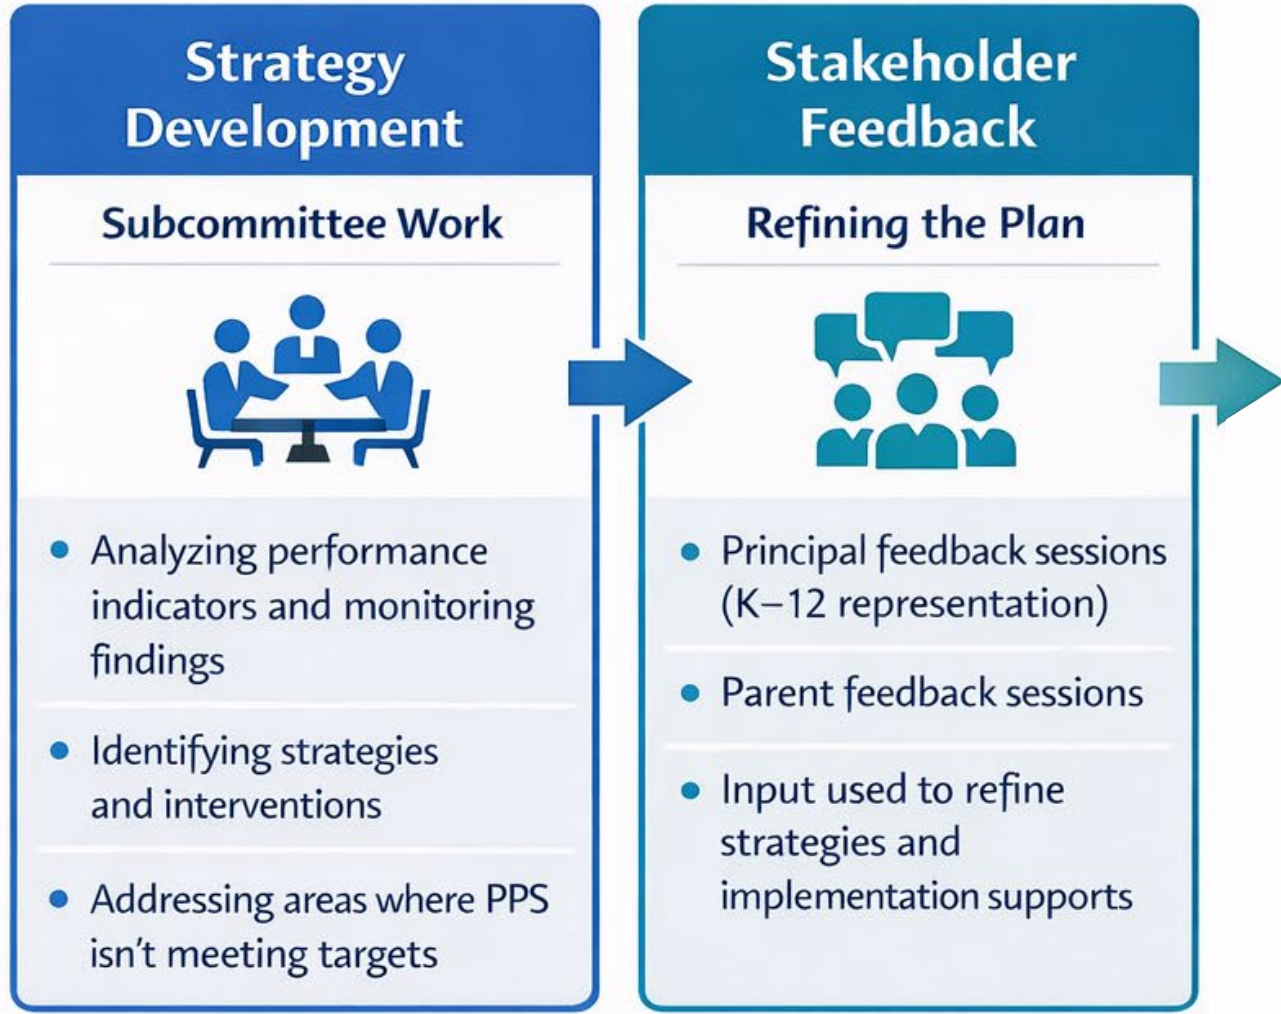 Strategy
Development
Subcommittee Work
• Analyzing performance
indicators and monitoring
findings
• Identifying strategies
and interventions
• Addressing areas where PPS
isn't meeting targets
Stakeholder
Feedback
Refining the Plan
• Principal feedback sessions
(K–12 representation)
• Parent feedback sessions
• Input used to refine
strategies and
implementation supports